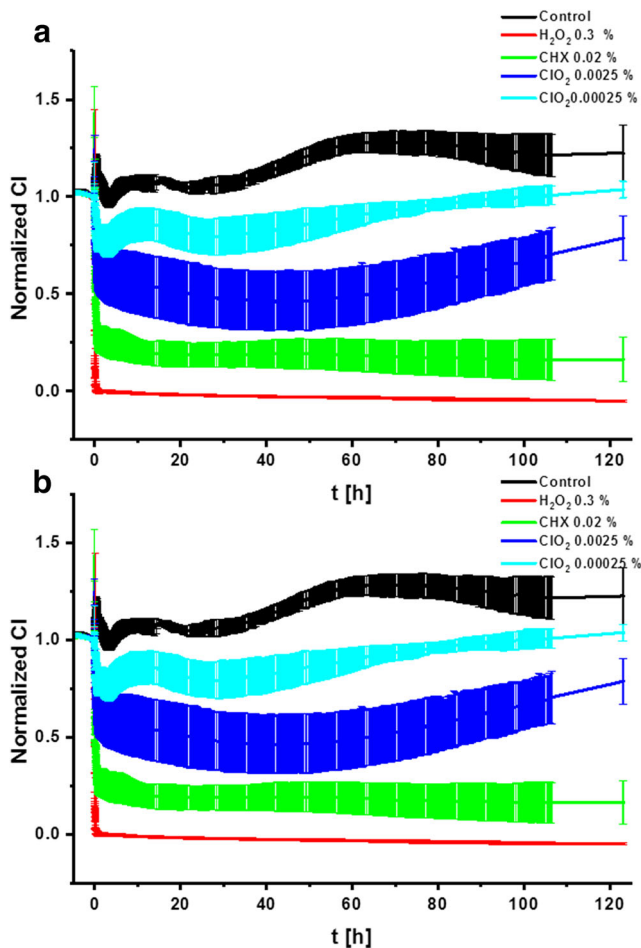 a
Control
H₂O₂ 0.3 %
CHX 0.02 %
ClO₂ 0.0025 %
ClO₂0.00025 %
Normalized CI
1.5
1.0
0.5
0.0
0 20 40 60 80 100 120
t [h]
b
Control
H₂O₂ 0.3 %
CHX 0.02 %
ClO₂ 0.0025 %
ClO₂ 0.00025 %
Normalized CI
1.5
1.0
0.5
0.0
0 20 40 60 80 100 120
t [h]